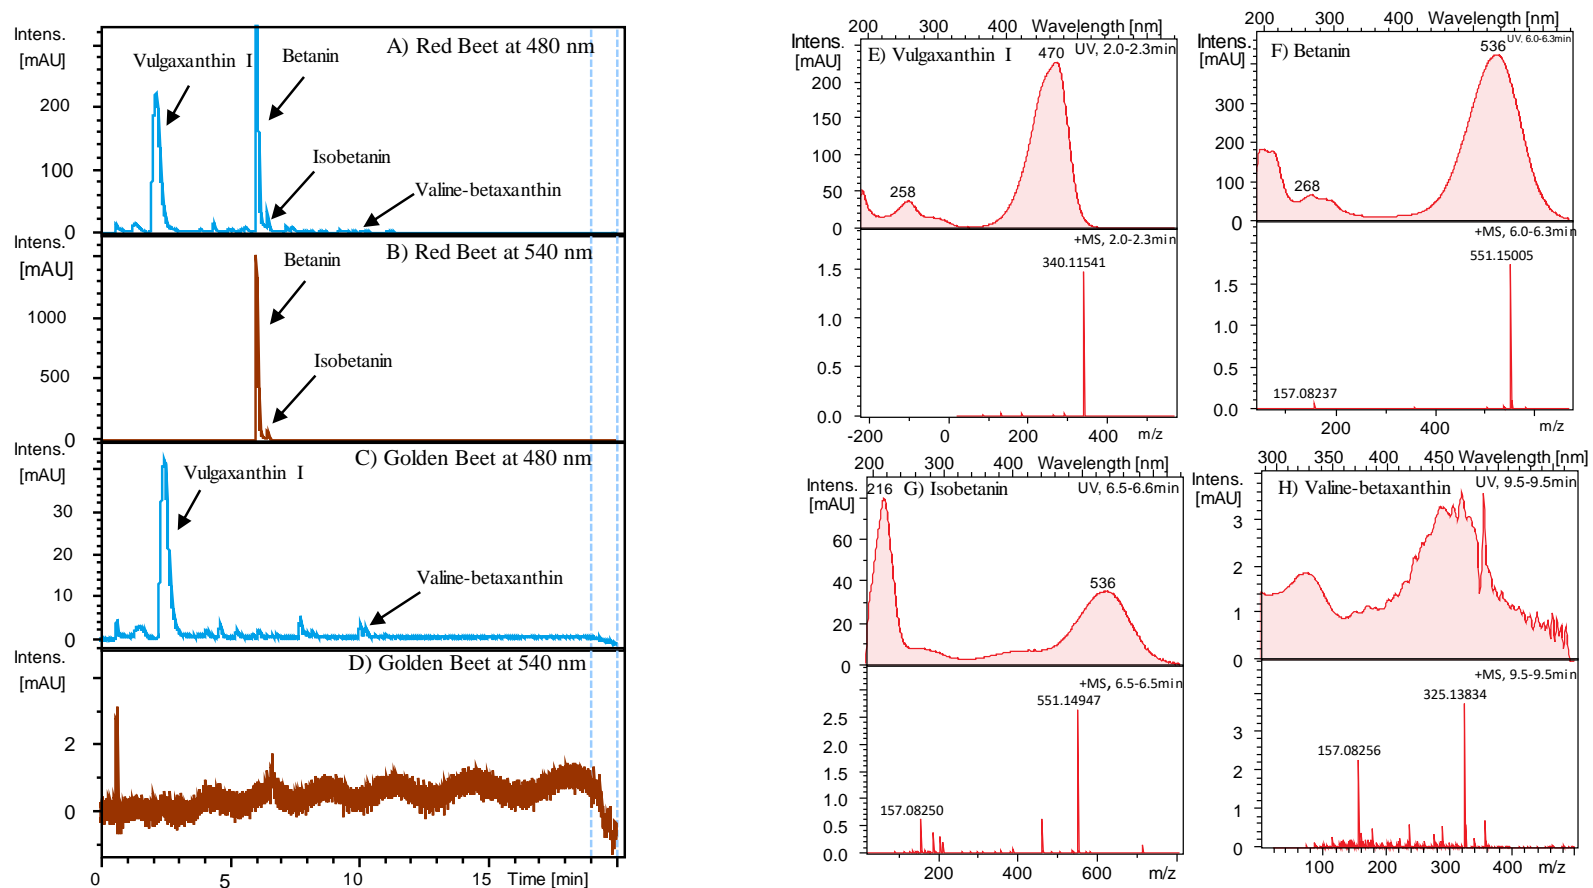 Intens.
[mAU]
A) Red Beet at 480 nm
Vulgaxanthin I
Betanin
Isobetanin
Valine-betaxanthin
200
100
0
Intens.
[mAU]
B) Red Beet at 540 nm
Betanin
Isobetanin
1000
500
0
Intens.
[mAU]
C) Golden Beet at 480 nm
Vulgaxanthin I
Valine-betaxanthin
30
20
10
0
Intens.
[mAU]
D) Golden Beet at 540 nm
2
0
0 5 10 15 Time [min]
200 300 400 Wavelength [nm]
Intens.
[mAU]
E) Vulgaxanthin I
470
UV, 2.0-2.3min
258
200
150
100
50
0
+MS, 2.0-2.3min
340.11541
1.5
1.0
0.5
0.0
-200 0 200 400 m/z
200 300 400 Wavelength [nm]
Intens.
[mAU]
F) Betanin
536
UV, 6.0-6.3min
268
300
200
100
0
+MS, 6.0-6.3min
551.15005
157.08237
1.5
1.0
0.5
0.0
200 400 m/z
200 300 400 Wavelength [nm]
Intens.
[mAU]
216
G) Isobetanin
UV, 6.5-6.6min
536
60
40
20
0
+MS, 6.5-6.5min
551.14947
157.08250
2.5
2.0
1.5
1.0
0.5
0.0
200 400 600 m/z
300 350 400 450 Wavelength [nm]
Intens.
[mAU]
H) Valine-betaxanthin
UV, 9.5-9.5min
3
2
1
0
+MS, 9.5-9.5min
325.13834
157.08256
3
2
1
0
100 200 300 400 m/z